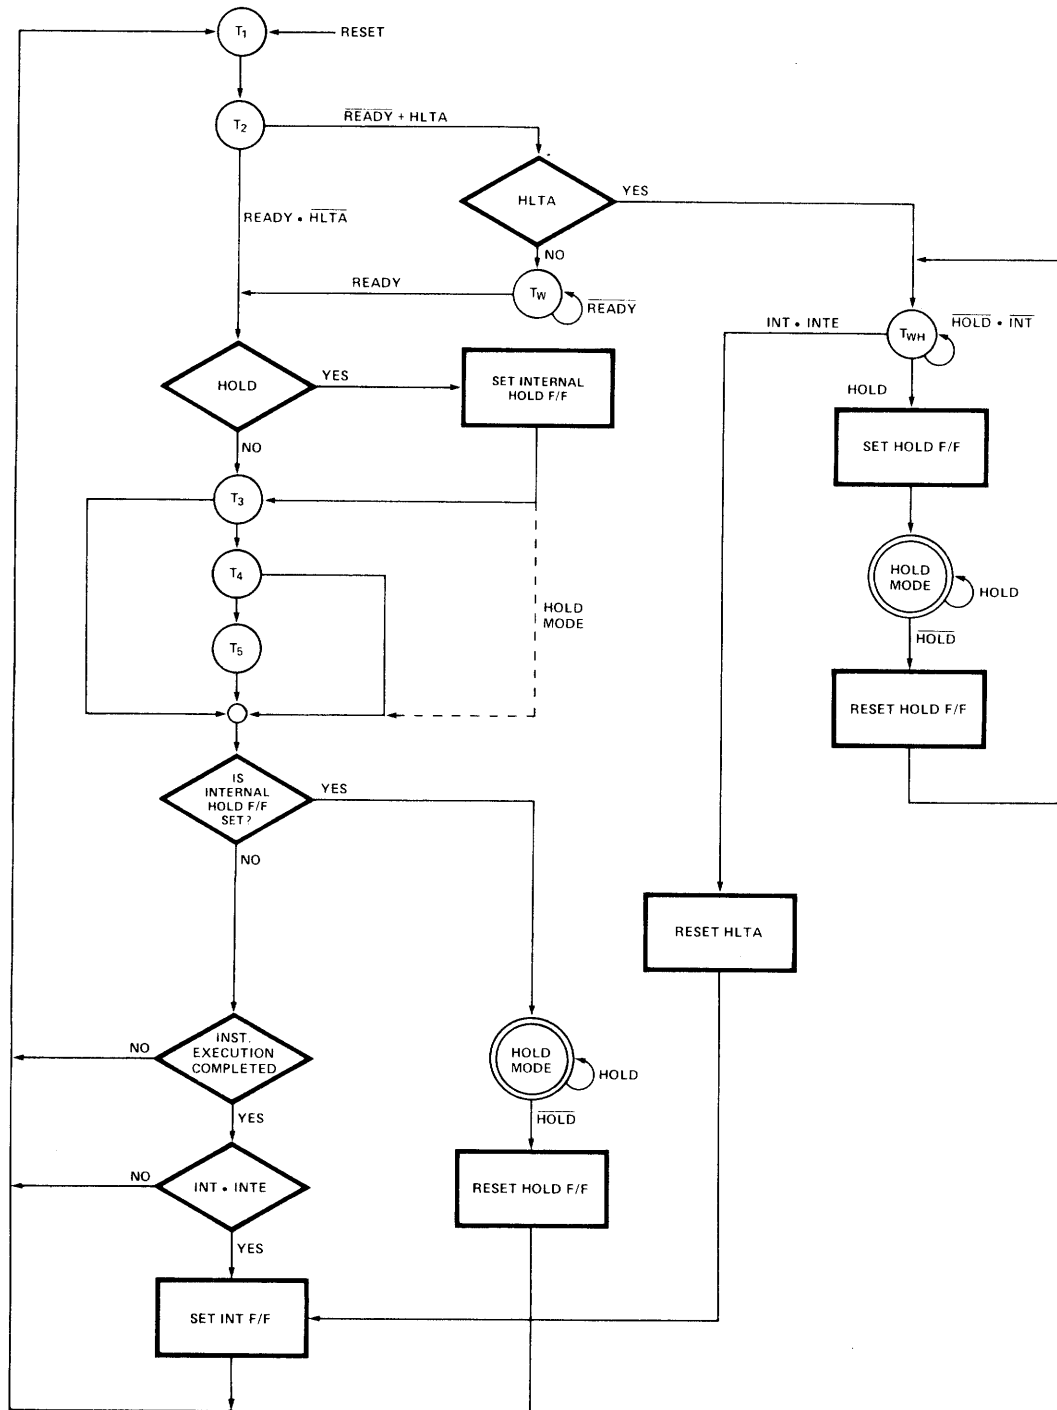 T1
RESET
T2
READY + HLTA
HLTA
YES
READY • HLTA
NO
READY
TW
READY
INT • INTE
TWH
HOLD • INT
HOLD
YES
SET INTERNAL
HOLD F/F
HOLD
SET HOLD F/F
NO
T3
T4
HOLD
MODE
HOLD
MODE
HOLD
T5
HOLD
RESET HOLD F/F
IS
INTERNAL
HOLD F/F
SET?
YES
NO
RESET HLTA
INST.
EXECUTION
COMPLETED
NO
HOLD
MODE
HOLD
YES
HOLD
NO
INT • INTE
RESET HOLD F/F
YES
SET INT F/F